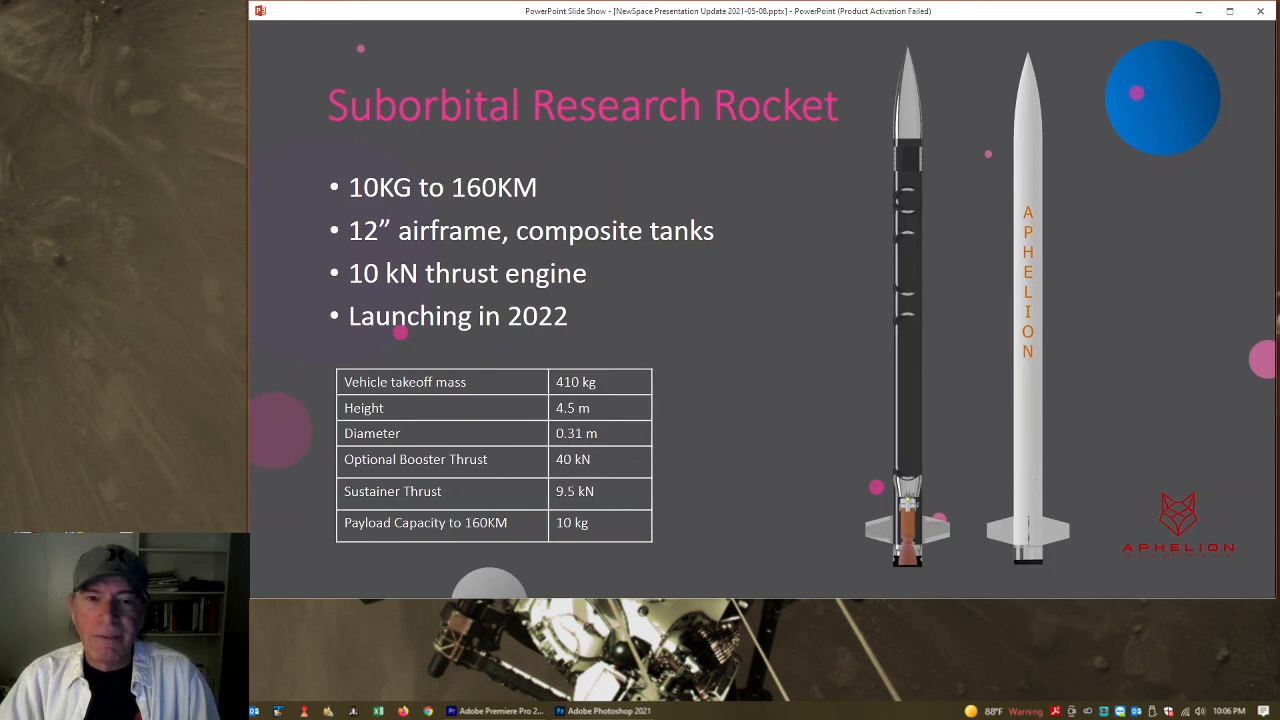 PowerPoint Slide Show - [NewSpace Presentation Update 2021-05-08.pptx] - PowerPoint (Product Activation Failed)
Suborbital Research Rocket
• 10KG to 160KM
• 12” airframe, composite tanks
• 10 kN thrust engine
• Launching in 2022
Vehicle takeoff mass 410 kg
Height 4.5 m
Diameter 0.31 m
Optional Booster Thrust 40 kN
Sustainer Thrust 9.5 kN
Payload Capacity to 160KM 10 kg
APHELION
APHELION
Adobe Premiere Pro 2...
Adobe Photoshop 2021
88°F Warning
10:06 PM